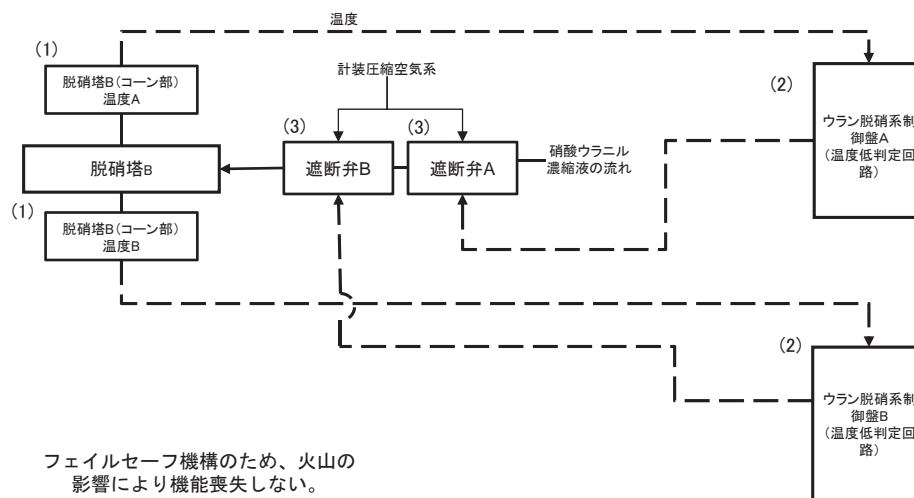 温度
(1)
脱硝塔B(コーン部)
温度A
計装圧縮空気系
(2)
ウラン脱硝系制
御盤A
(温度低判定回
路)
(3)
(3)
脱硝塔B
遮断弁B
遮断弁A
硝酸ウラニル
濃縮液の流れ
(1)
脱硝塔B(コーン部)
温度B
(2)
ウラン脱硝系制
御盤B
(温度低判定回
路)
フェイルセーフ機構のため、火山の
影響により機能喪失しない。